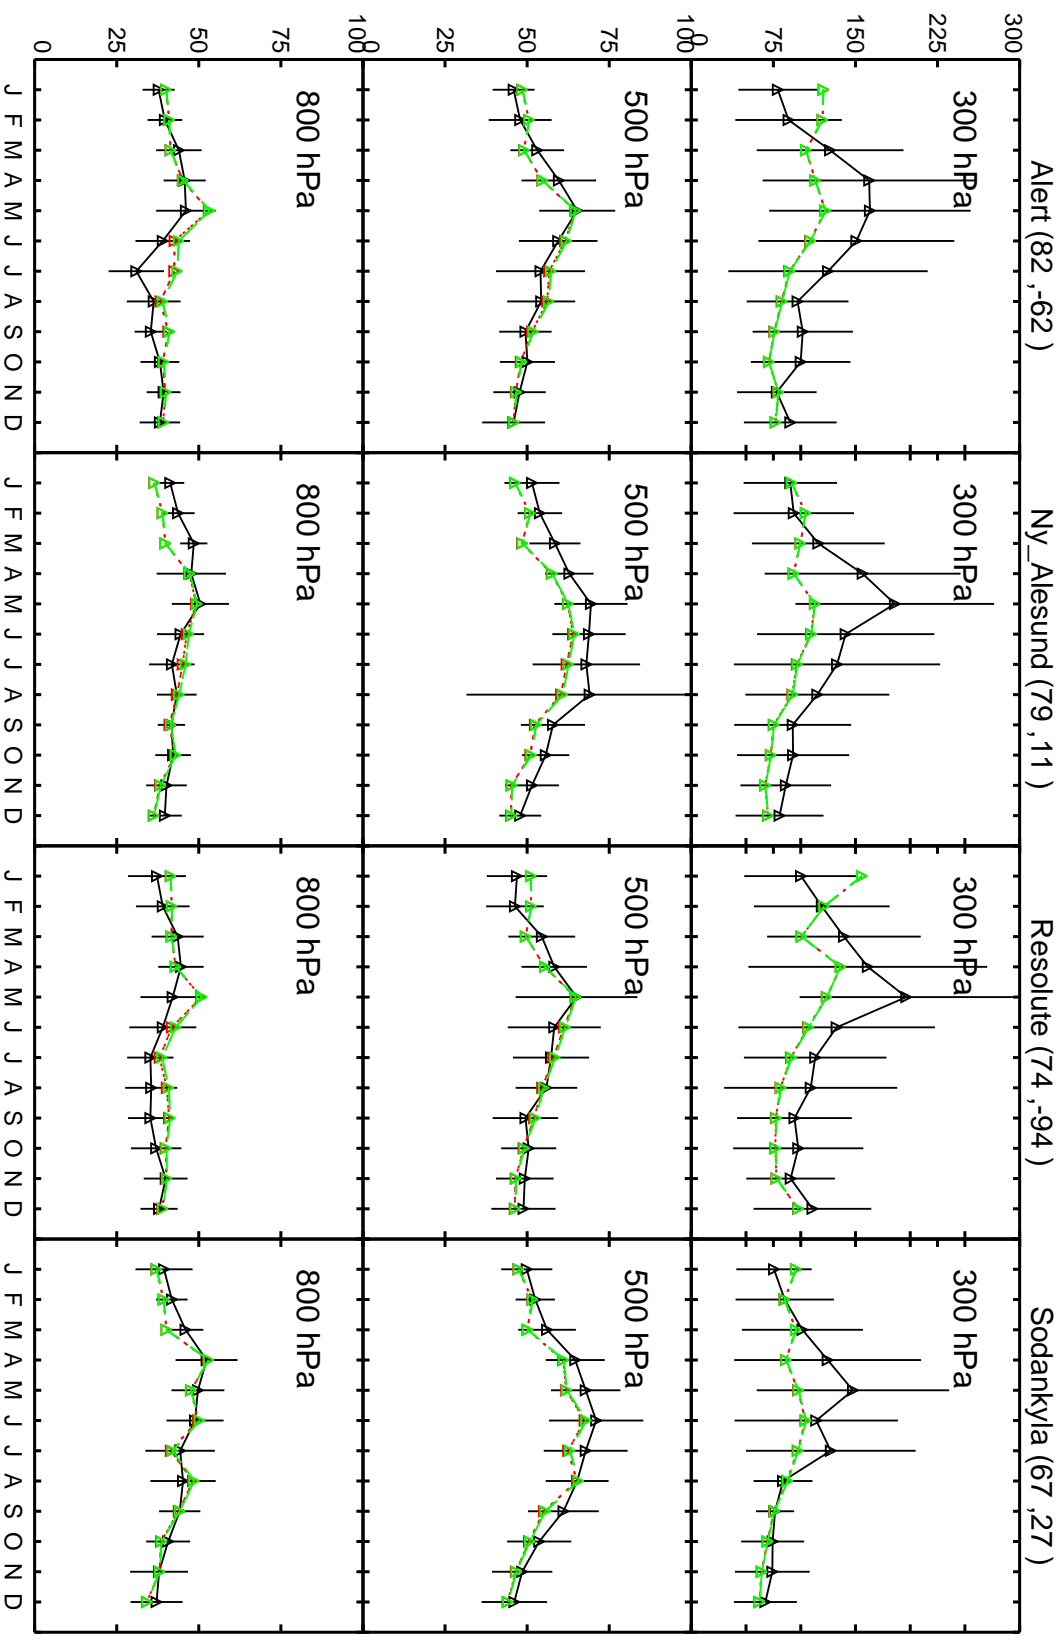 Alert (82 ,-62) Ny_Alesund (79 ,11 ) Resolute (74 ,-94) Sodankyla (67 ,27 )
300
300 hPa 300 hPa 300 hPa 300 hPa
225
150
75
0
100
500 hPa 500 hPa 500 hPa 500 hPa
75
50
0
100
800 hPa 800 hPa 800 hPa 800 hPa
75
50
25
0
J F M A M J J A S O N D J F M A M J J A S O N D J F M A M J J A S O N D J F M A M J J A S O N D